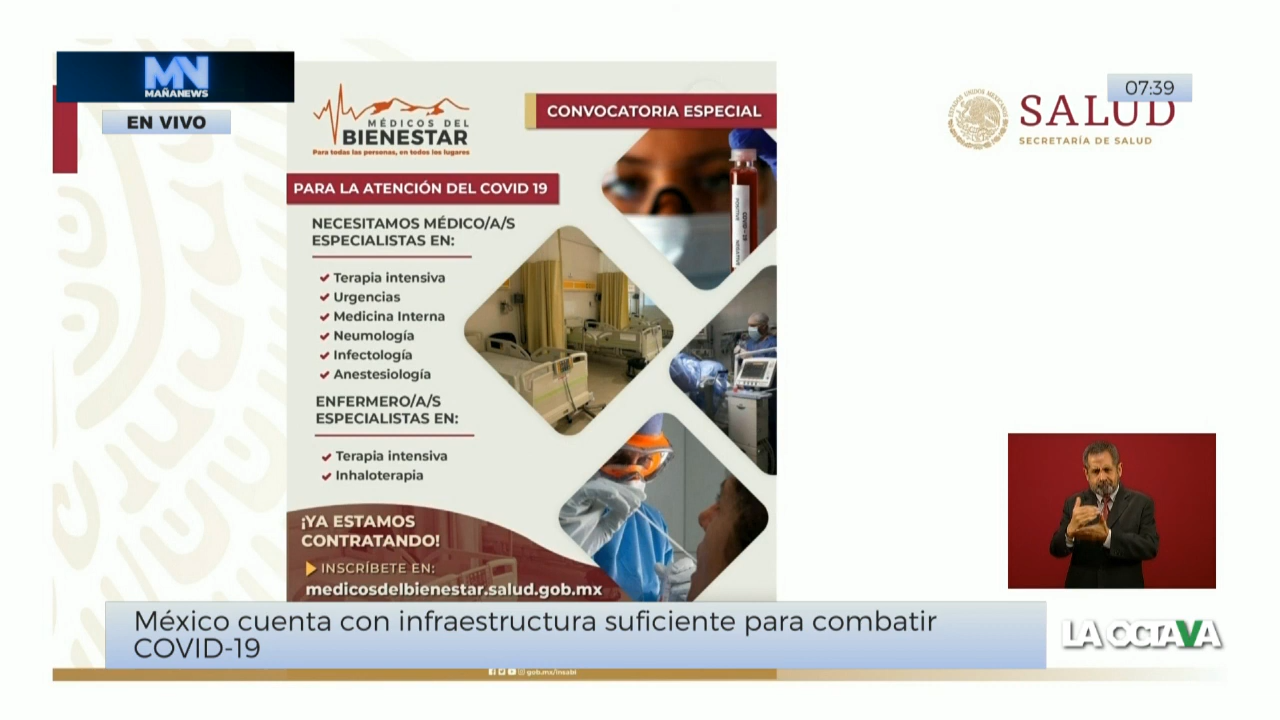 MN
MAÑANEWS
EN VIVO
07:39
SALUD
SECRETARÍA DE SALUD
MÉDICOS DEL
BIENESTAR
Para todas las personas, en todos los lugares
CONVOCATORIA ESPECIAL
PARA LA ATENCIÓN DEL COVID 19
NECESITAMOS MÉDICO/A/S
ESPECIALISTAS EN:
Terapia intensiva
Urgencias
Medicina Interna
Neumología
Infectología
Anestesiología
ENFERMERO/A/S
ESPECIALISTAS EN:
Terapia intensiva
Inhaloterapia
¡YA ESTAMOS
CONTRATANDO!
INSCRÍBETE EN:
medicosdelbienestar.salud.gob.mx
México cuenta con infraestructura suficiente para combatir
COVID-19
LA OCTAVA
gob.mx/insabi